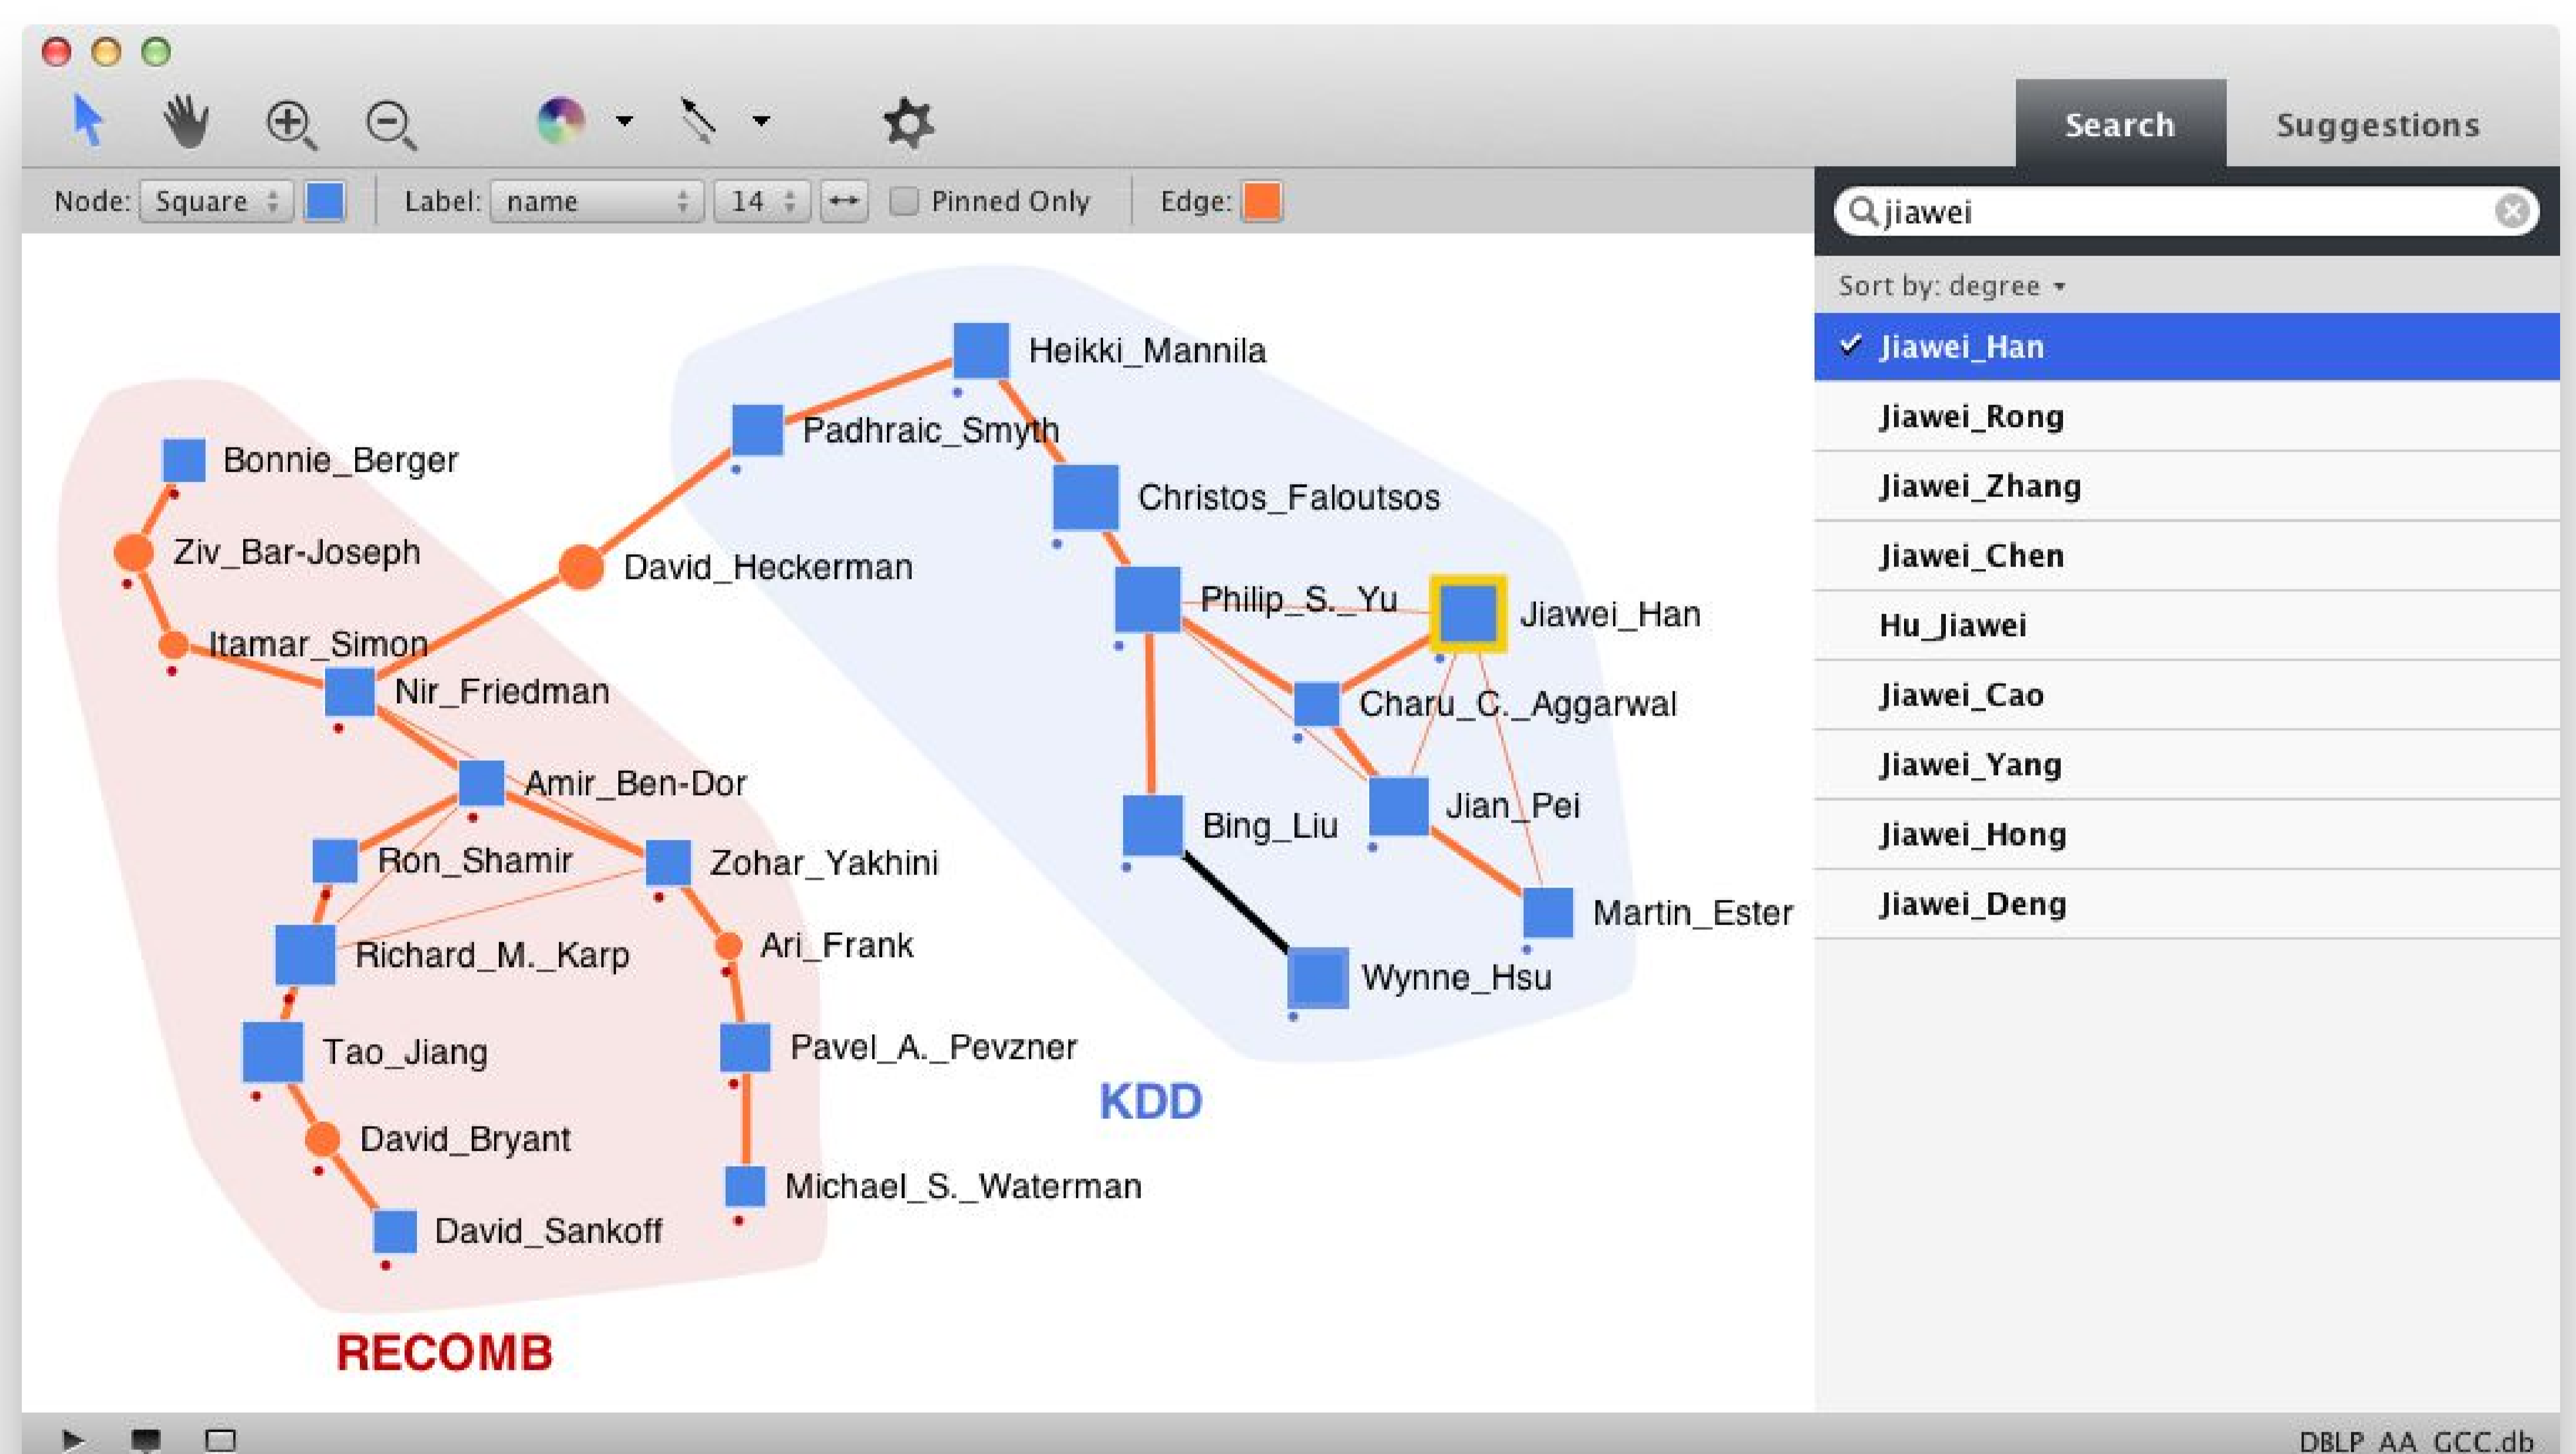 Search
Suggestions
Node: Square
Label: name
14
Pinned Only
Edge:
jiawei
Sort by: degree
Jiawei_Han
Jiawei_Rong
Jiawei_Zhang
Jiawei_Chen
Hu_Jiawei
Jiawei_Cao
Jiawei_Yang
Jiawei_Hong
Jiawei_Deng
Heikki_Mannila
Padhraic_Smyth
Bonnie_Berger
Christos_Faloutsos
Ziv_Bar-Joseph
David_Heckerman
Philip_S._Yu
Jiawei_Han
Itamar_Simon
Nir_Friedman
Charu_C._Aggarwal
Amir_Ben-Dor
Jian_Pei
Bing_Liu
Ron_Shamir
Zohar_Yakhini
Martin_Ester
Ari_Frank
Richard_M._Karp
Wynne_Hsu
Tao_Jiang
Pavel_A._Pevzner
KDD
David_Bryant
Michael_S._Waterman
David_Sankoff
RECOMB
DBLP_AA_GCC.db